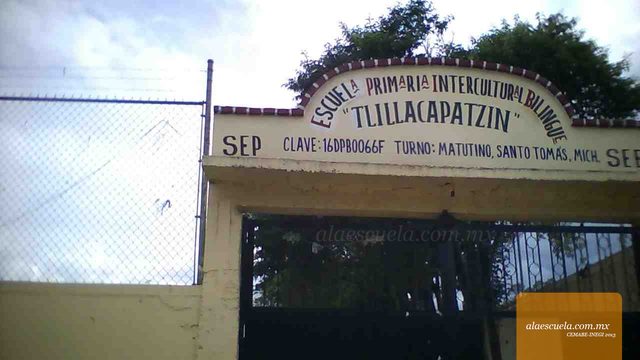 ESCUELA PRIMARIA INTERCULTURAL BILINGUE
"TLILLACAPATZIN"
SEP CLAVE: 16DPB0066F TURNO: MATUTINO, SANTO TOMÁS, MICH. SEP
alaescuela.com.mx
alaescuela.com.mx
CEMABE-INEGI 2013